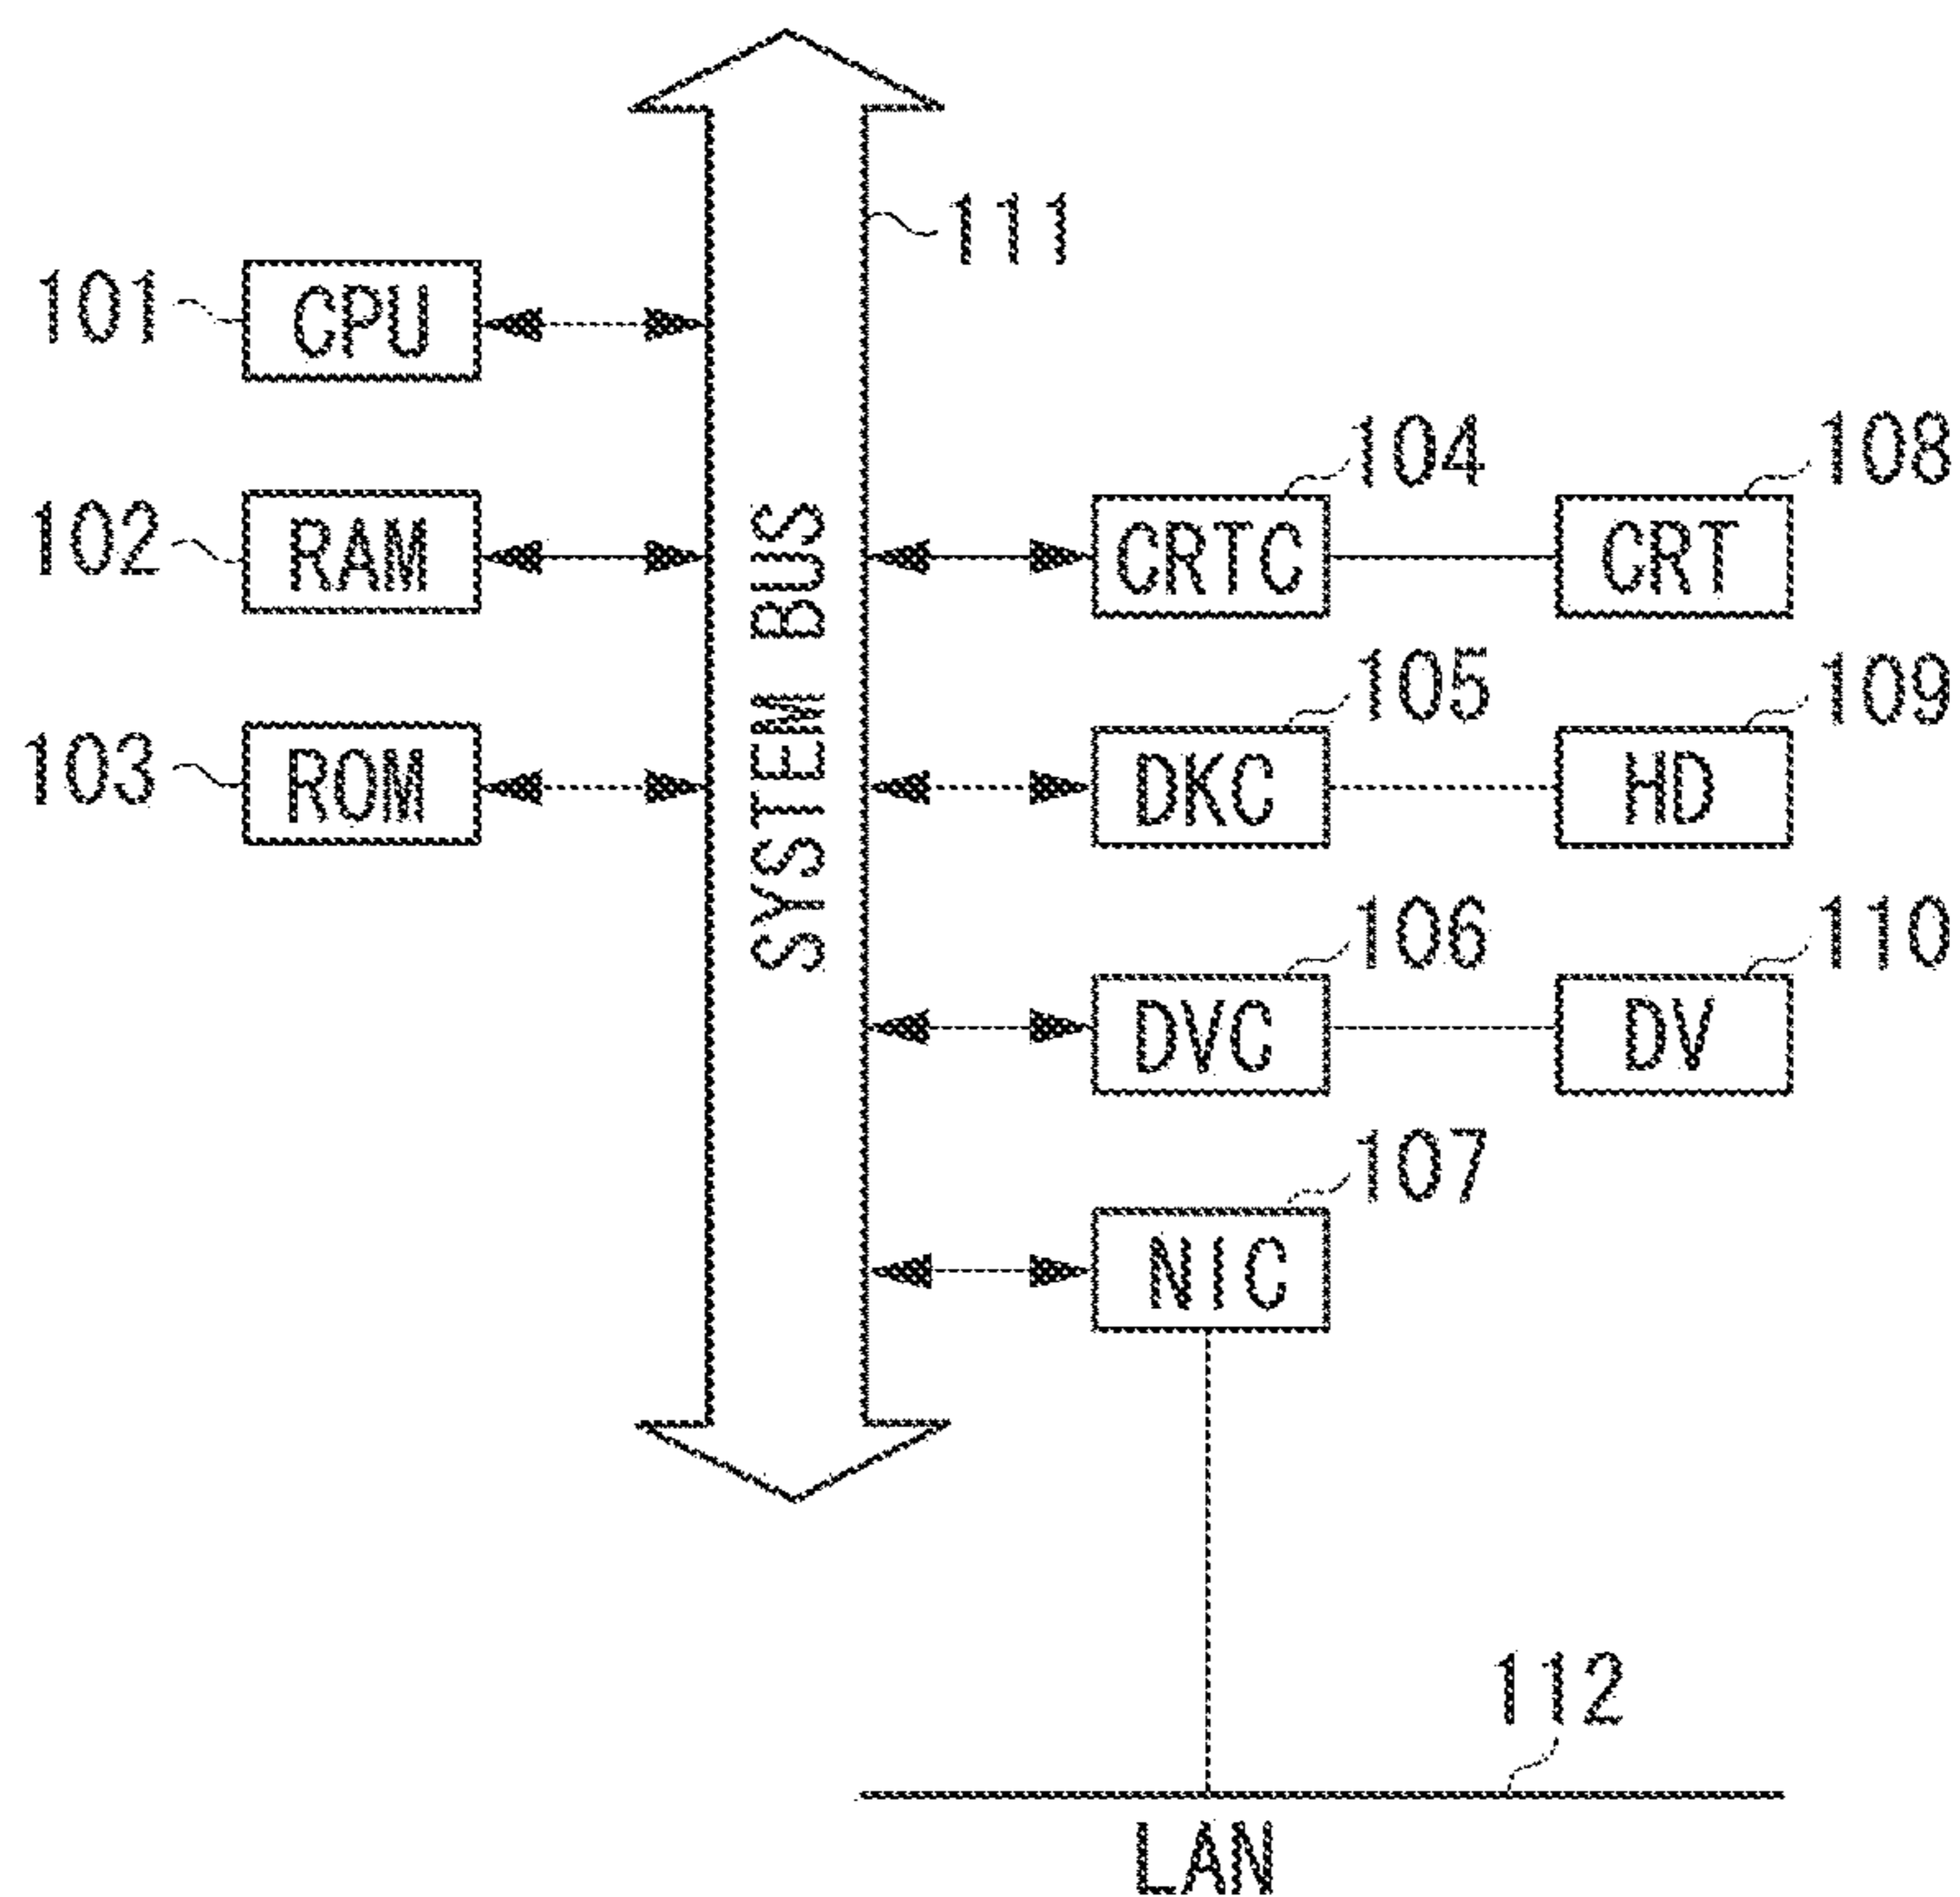 111
101 CPU
104 108
102 RAM CRTC CRT
SYSTEM BUS
105 109
103 ROM DKC HD
106 110
DVC DV
107
NIC
112
LAN